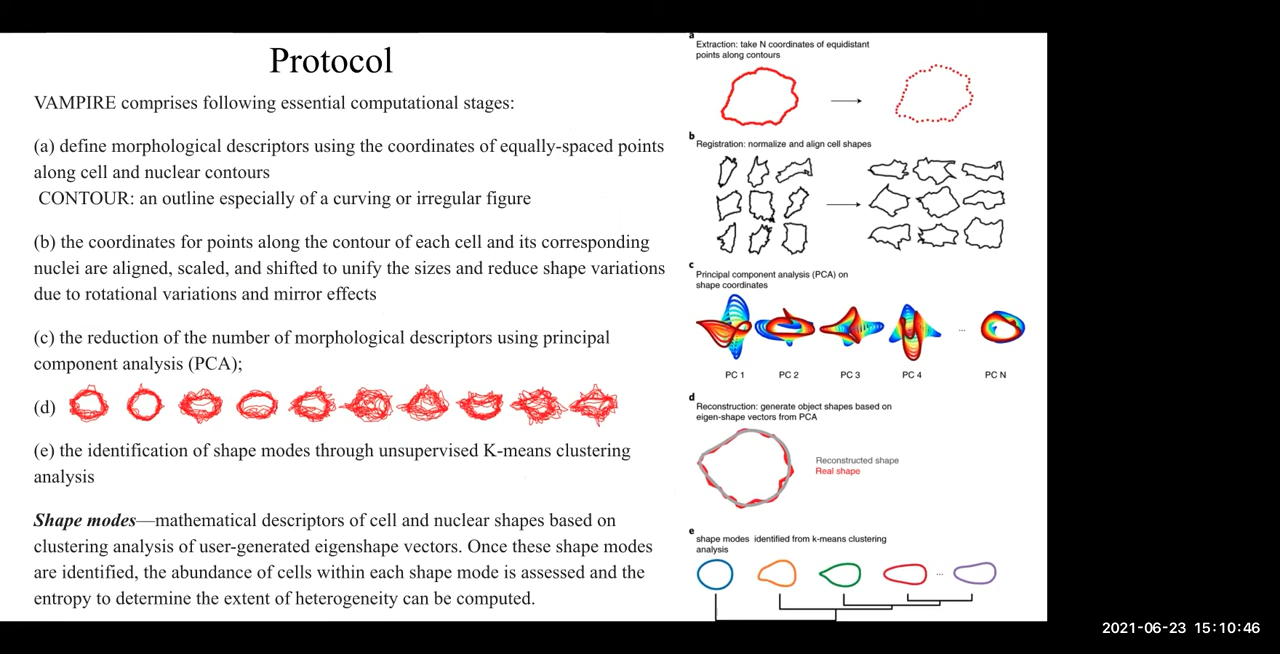 Protocol
VAMPIRE comprises following essential computational stages:
(a) define morphological descriptors using the coordinates of equally-spaced points
along cell and nuclear contours
CONTOUR: an outline especially of a curving or irregular figure
(b) the coordinates for points along the contour of each cell and its corresponding
nuclei are aligned, scaled, and shifted to unify the sizes and reduce shape variations
due to rotational variations and mirror effects
(c) the reduction of the number of morphological descriptors using principal
component analysis (PCA);
(d)
(e) the identification of shape modes through unsupervised K-means clustering
analysis
Shape modes—mathematical descriptors of cell and nuclear shapes based on
clustering analysis of user-generated eigenshape vectors. Once these shape modes
are identified, the abundance of cells within each shape mode is assessed and the
entropy to determine the extent of heterogeneity can be computed.
a
Extraction: take N coordinates of equidistant
points along contours
b
Registration: normalize and align cell shapes
c
Principal component analysis (PCA) on
shape coordinates
...
PC 1 PC 2 PC 3 PC 4 PC N
d
Reconstruction: generate object shapes based on
eigen-shape vectors from PCA
Reconstructed shape
Real shape
e
shape modes identified from k-means clustering
analysis
...
2021-06-23 15:10:46